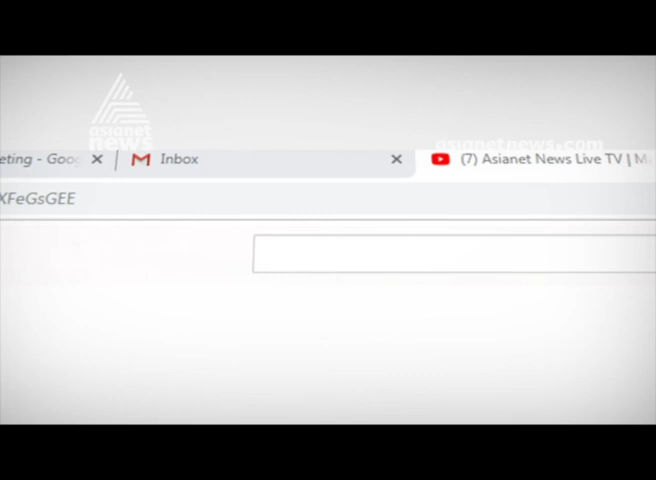 asianet
news
asianetnews.com
eting - Goo
Inbox
(7) Asianet News Live TV | M
XFeGsGEE